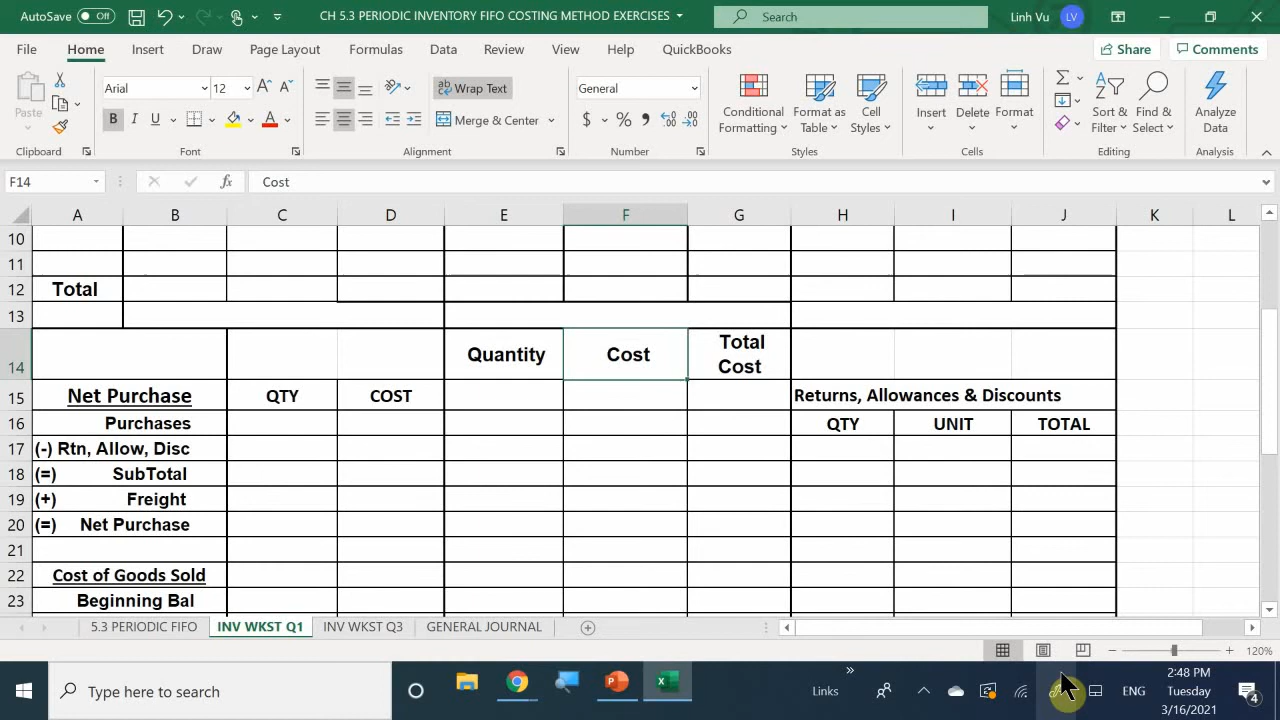 AutoSave Off CH 5.3 PERIODIC INVENTORY FIFO COSTING METHOD EXERCISES Search Linh Vu LV
File Home Insert Draw Page Layout Formulas Data Review View Help QuickBooks Share Comments
Paste Arial 12 A A ab Wrap Text General Conditional Formatting Format as Table Cell Styles Insert Delete Format Sort & Filter Find & Select Analyze Data
B I U A Merge & Center $ % 9
Clipboard Font Alignment Number Styles Cells Editing Analysis
F14 fx Cost
A B C D E F G H I J K L
10
11
12 Total
13
14 Quantity Cost Total Cost
15 Net Purchase QTY COST Returns, Allowances & Discounts
16 Purchases QTY UNIT TOTAL
17 (-) Rtn, Allow, Disc
18 (=) SubTotal
19 (+) Freight
20 (=) Net Purchase
21
22 Cost of Goods Sold
23 Beginning Bal
5.3 PERIODIC FIFO INV WKST Q1 INV WKST Q3 GENERAL JOURNAL
120%
Type here to search Links ENG 2:48 PM
Tuesday
3/16/2021 4